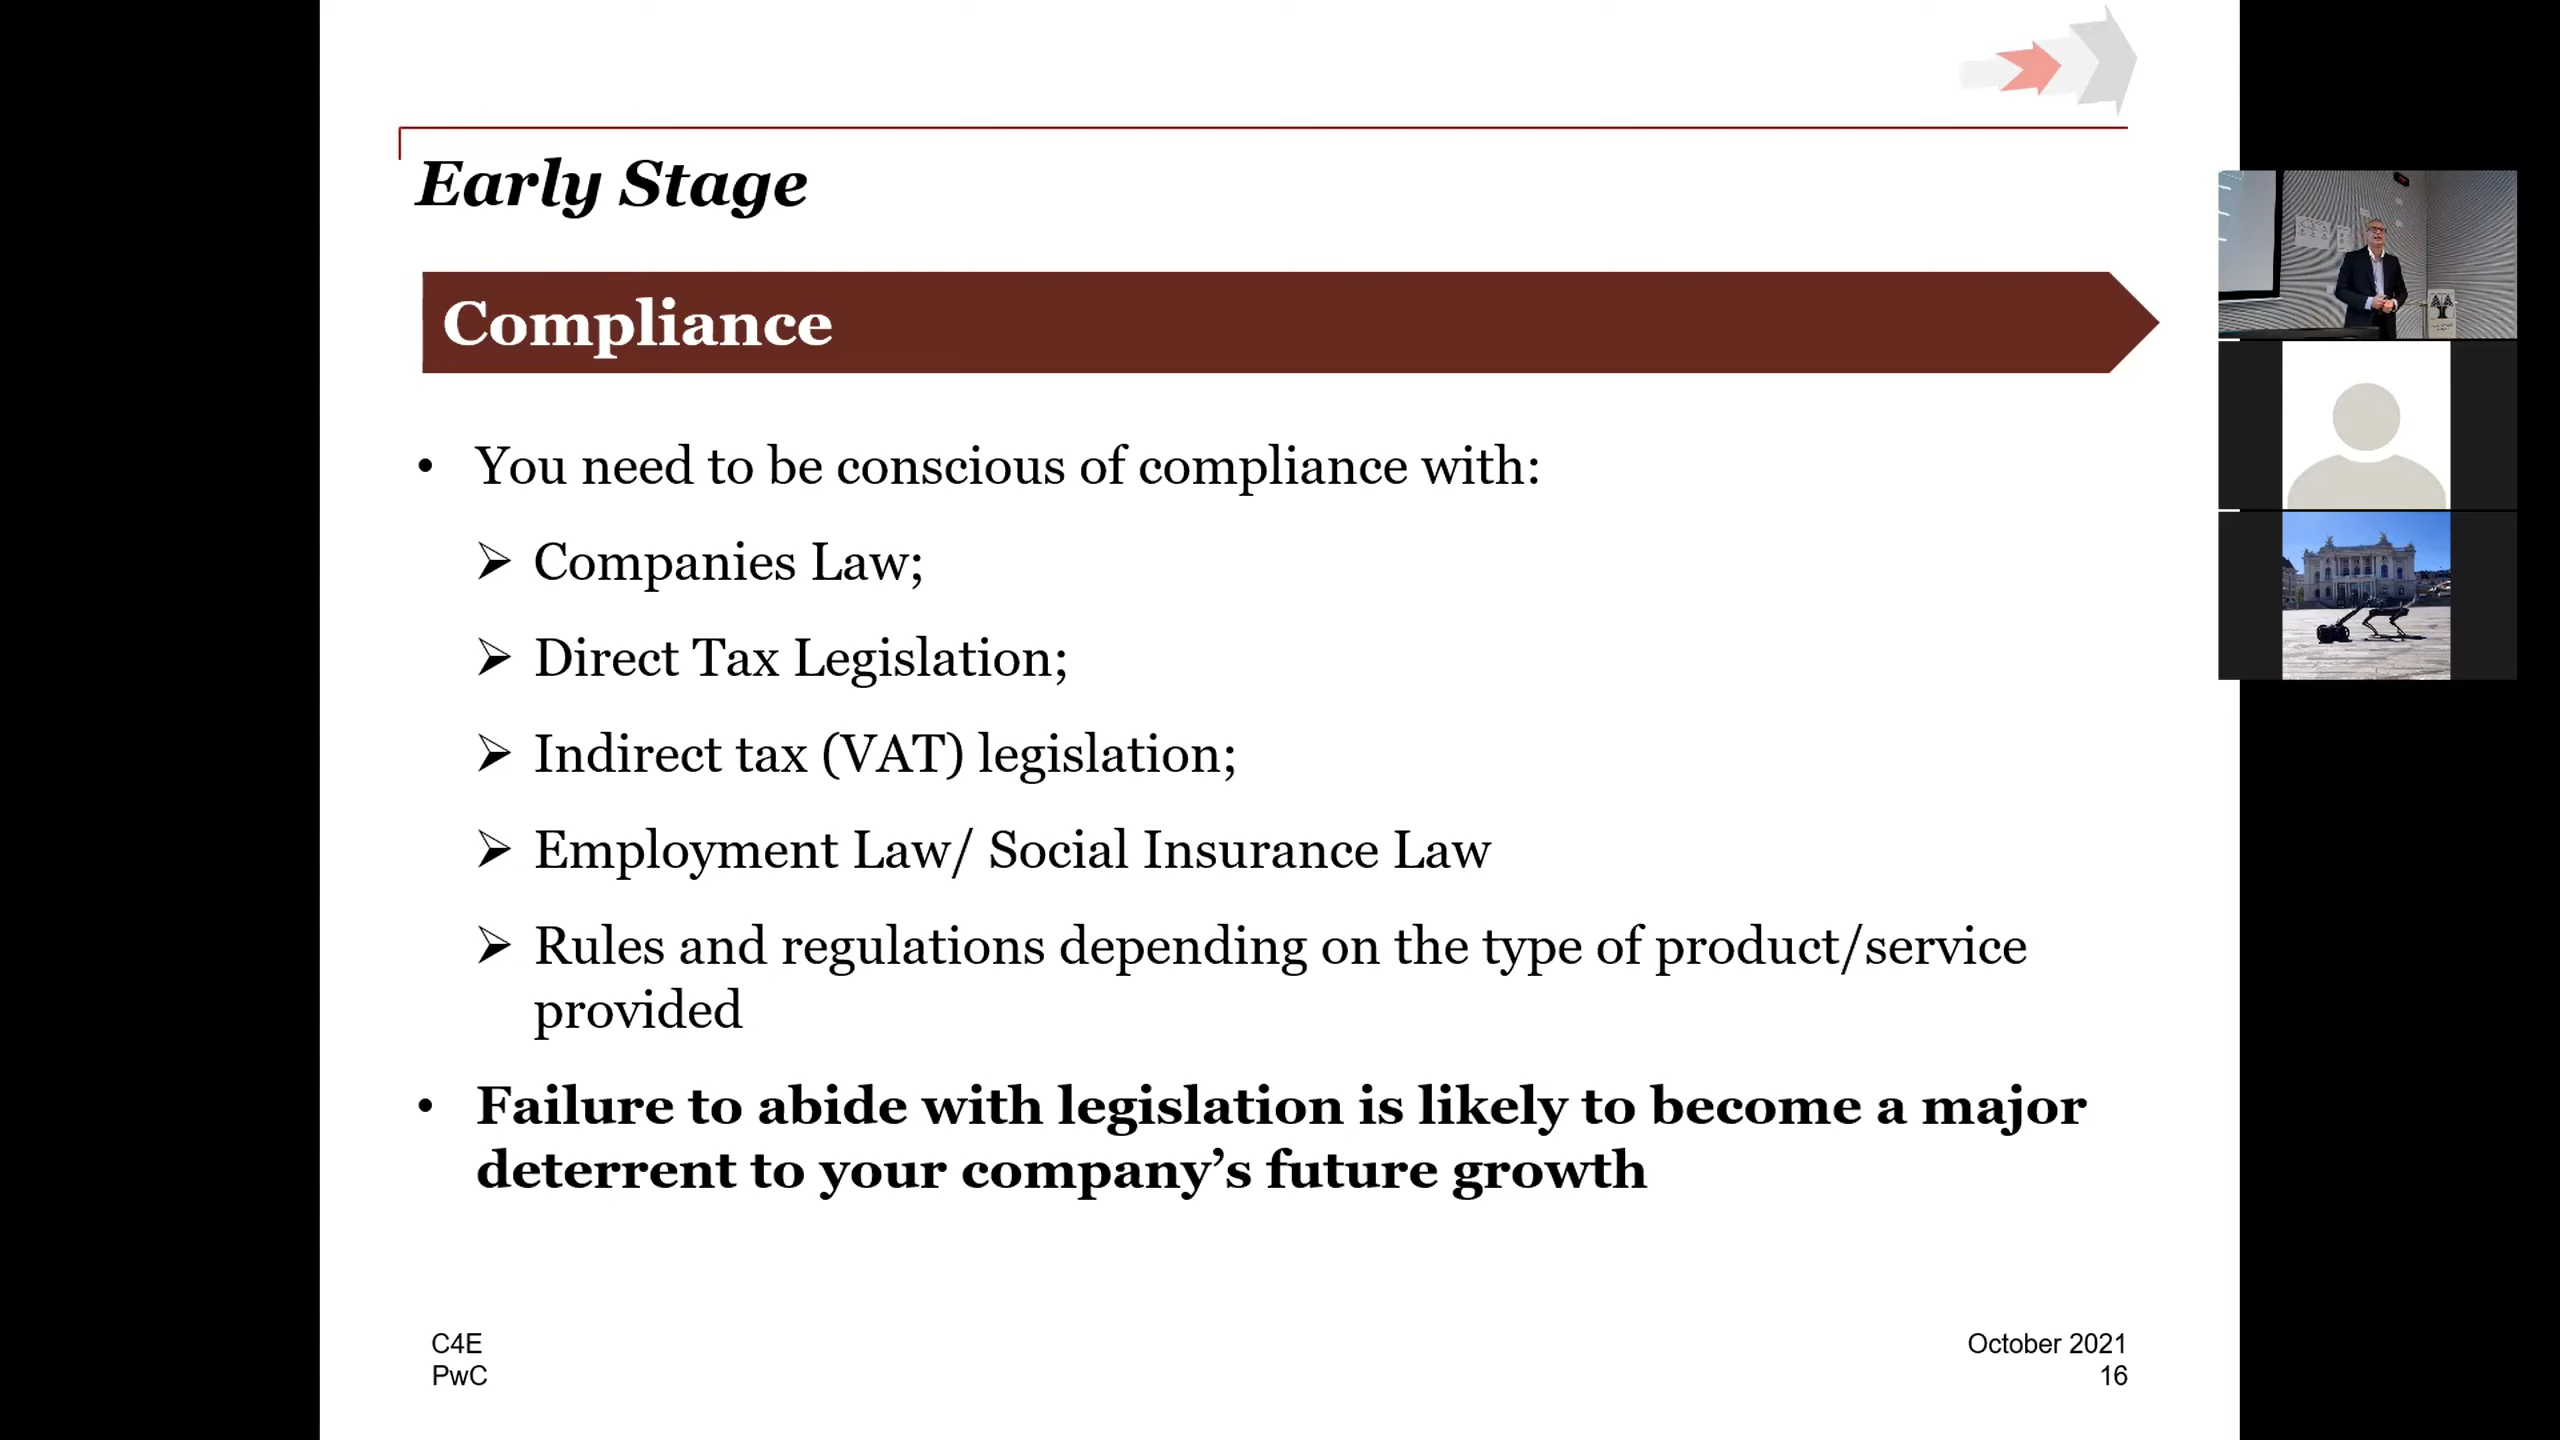 Early Stage
Compliance
• You need to be conscious of compliance with:
➢ Companies Law;
➢ Direct Tax Legislation;
➢ Indirect tax (VAT) legislation;
➢ Employment Law/ Social Insurance Law
➢ Rules and regulations depending on the type of product/service
provided
• Failure to abide with legislation is likely to become a major
deterrent to your company’s future growth
C4E
PwC
October 2021
16